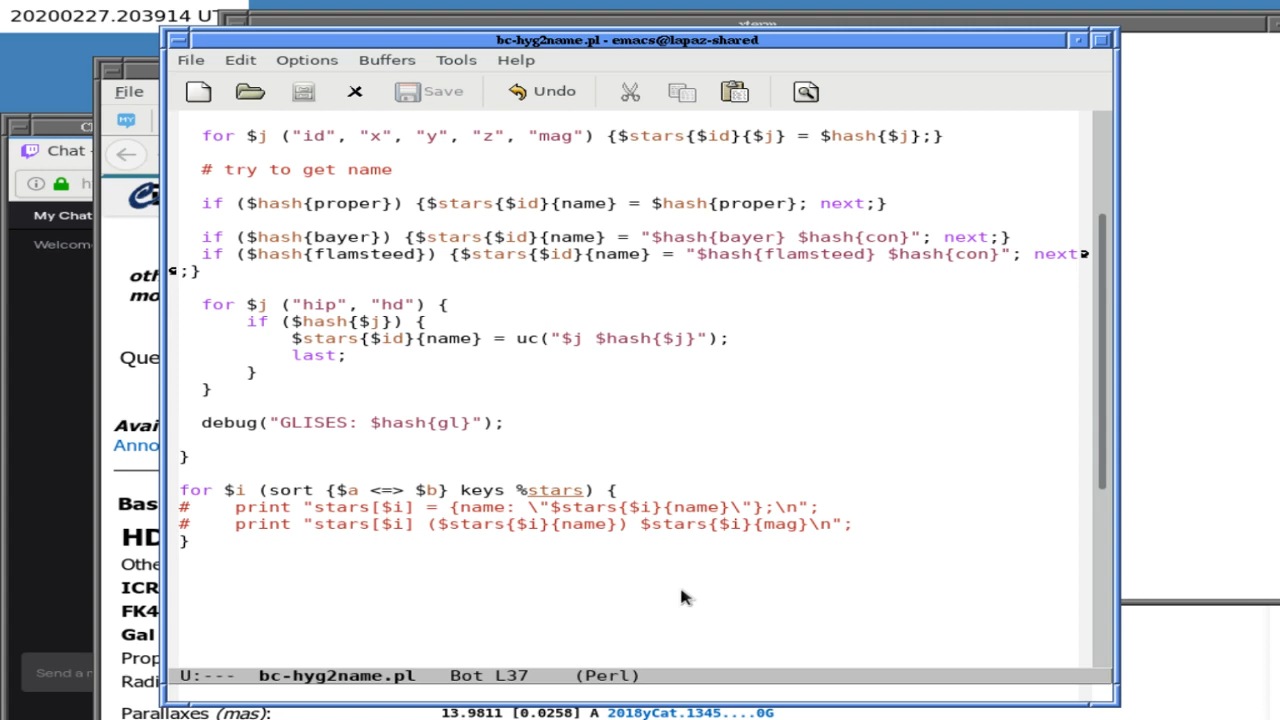 20200227.203914 UT
xterm
bc-hyg2name.pl - emacs@lapaz-shared
File Edit Options Buffers Tools Help
Save Undo
File
Chat
My Chat
Welcom
Send a
for $j ("id", "x", "y", "z", "mag") {$stars{$id}{$j} = $hash{$j};}
# try to get name
if ($hash{proper}) {$stars{$id}{name} = $hash{proper}; next;}
if ($hash{bayer}) {$stars{$id}{name} = "$hash{bayer} $hash{con}"; next;}
if ($hash{flamsteed}) {$stars{$id}{name} = "$hash{flamsteed} $hash{con}"; next
;}
for $j ("hip", "hd") {
if ($hash{$j}) {
$stars{$id}{name} = uc("$j $hash{$j}");
last;
}
}
debug("GLISES: $hash{gl}");
}
for $i (sort {$a <=> $b} keys %stars) {
# print "stars[$i] = {name: \"$stars{$i}{name}\"};\n";
# print "stars[$i] ($stars{$i}{name}) $stars{$i}{mag}\n";
}
U:--- bc-hyg2name.pl Bot L37 (Perl)
oth
mo
Que
Avai
Anno
Bas
HD
Othe
ICR
FK4
Gal
Prop
Radi
Parallaxes (mas): 13.9811 [0.0258] A 2018yCat.1345....0G